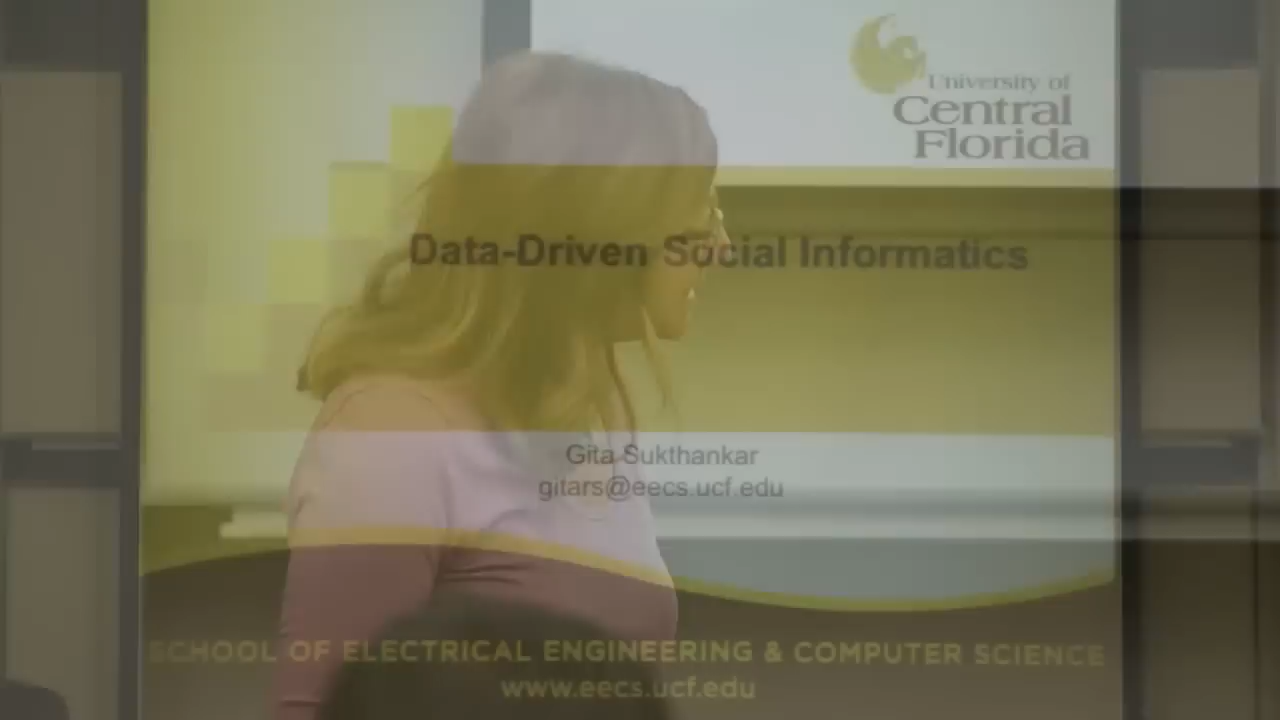 University of
Central
Florida
Data-Driven Social Informatics
Gita Sukthankar
gitars@eecs.ucf.edu
SCHOOL OF ELECTRICAL ENGINEERING & COMPUTER SCIENCE
www.eecs.ucf.edu